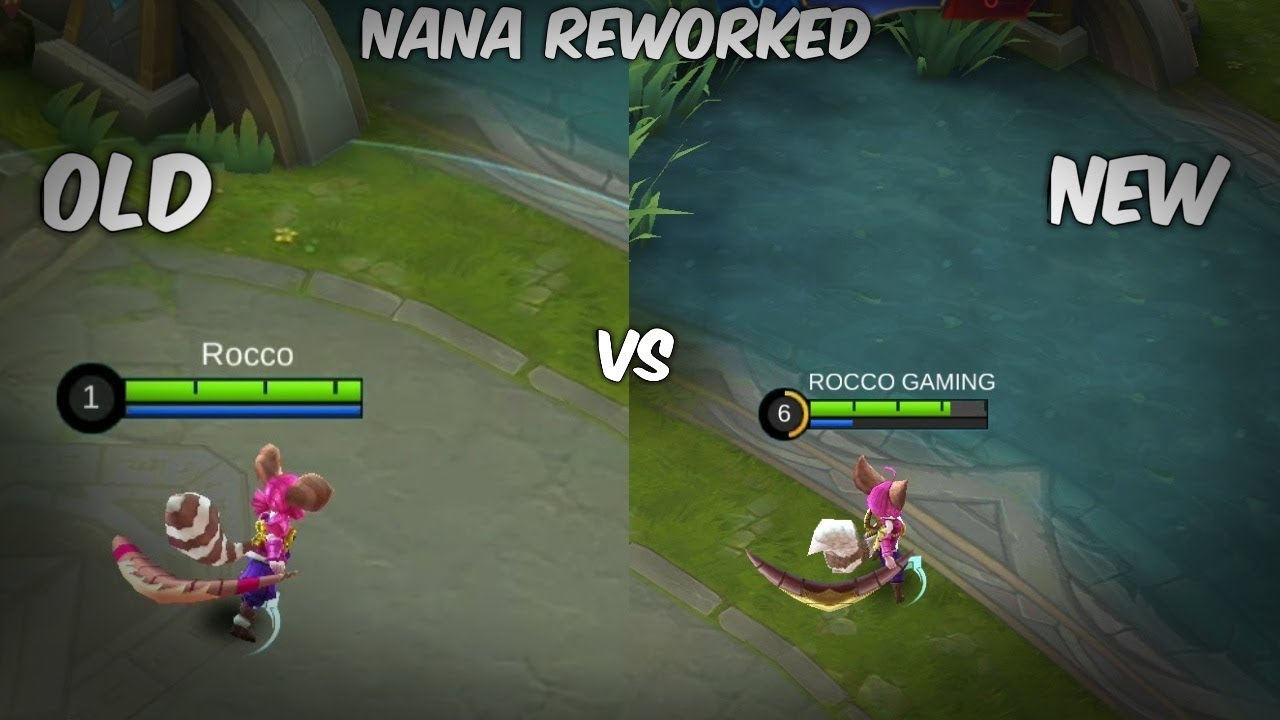 NANA REWORKED
OLD
NEW
VS
Rocco
1
ROCCO GAMING
6